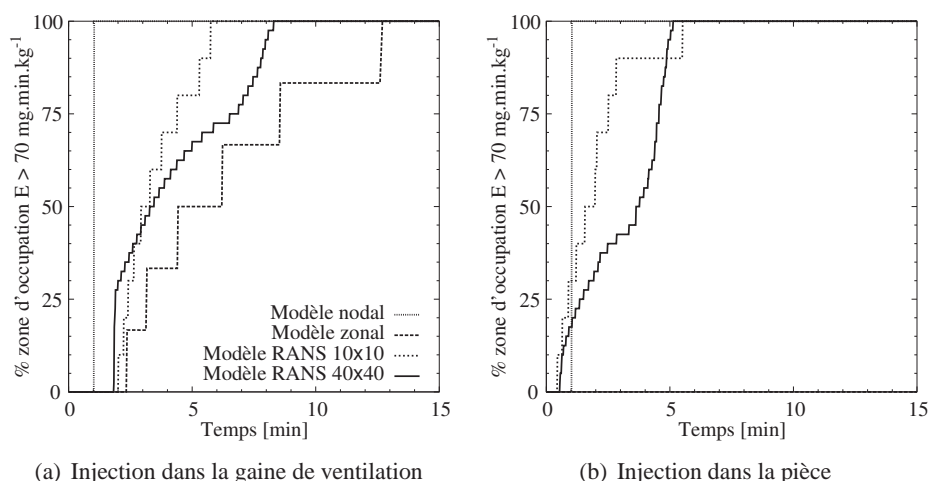 % zone d'occupation E > 70 mg.min.kg⁻¹
100
75
50
25
0
0 5 10 15
Temps [min]
Modèle nodal
Modèle zonal
Modèle RANS 10x10
Modèle RANS 40x40
(a) Injection dans la gaine de ventilation
% zone d'occupation E > 70 mg.min.kg⁻¹
100
75
50
25
0
0 5 10 15
Temps [min]
(b) Injection dans la pièce